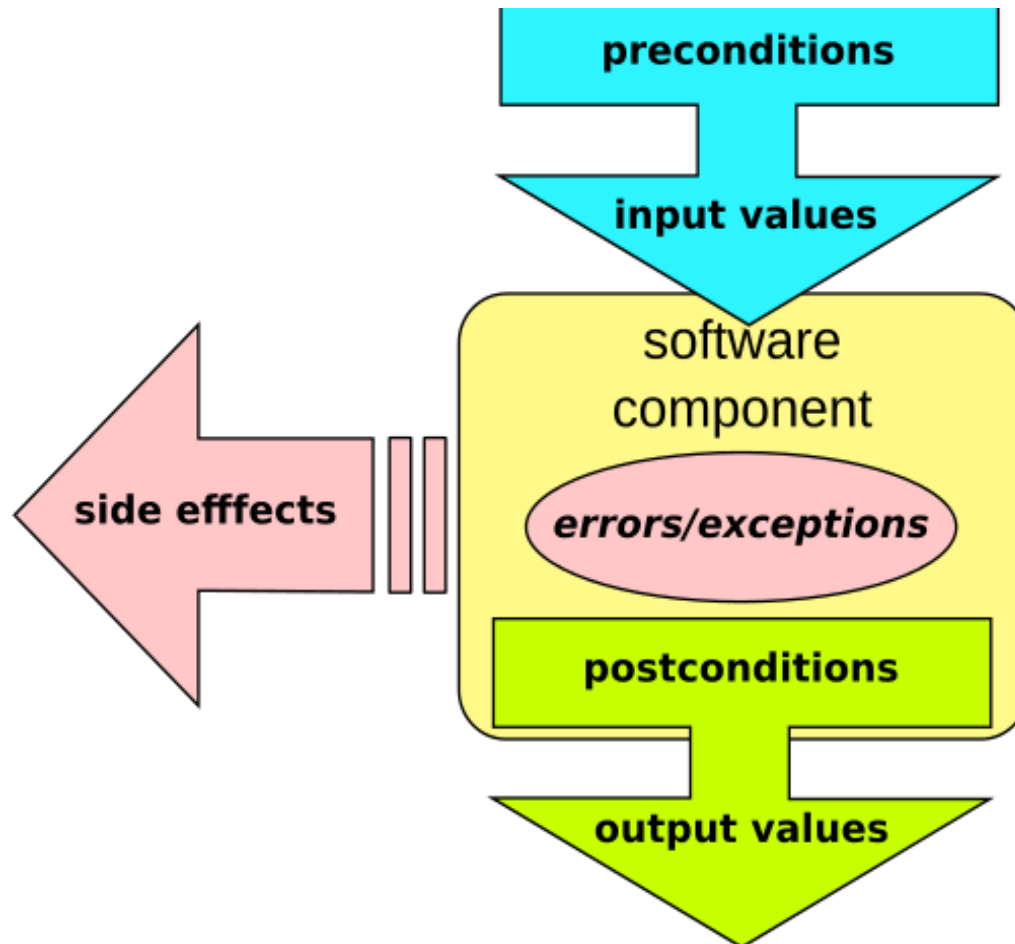 preconditions
input values
software
component
side efffects
errors/exceptions
postconditions
output values